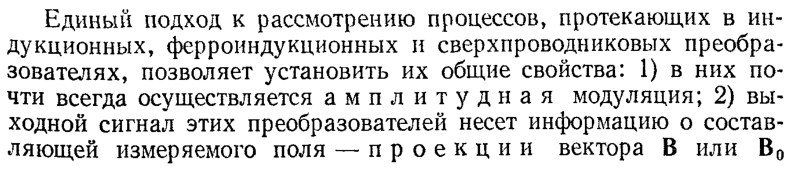 Единый подход к рассмотрению процессов, протекающих в ин-
дукционных, ферроиндукционных и сверхпроводниковых преобра-
зователях, позволяет установить их общие свойства: 1) в них по-
чти всегда осуществляется а м п л и т у д н а я модуляция; 2) вы-
ходной сигнал этих преобразователей несет информацию о состав-
ляющей измеряемого поля — п р о е к ц и и вектора B или B₀